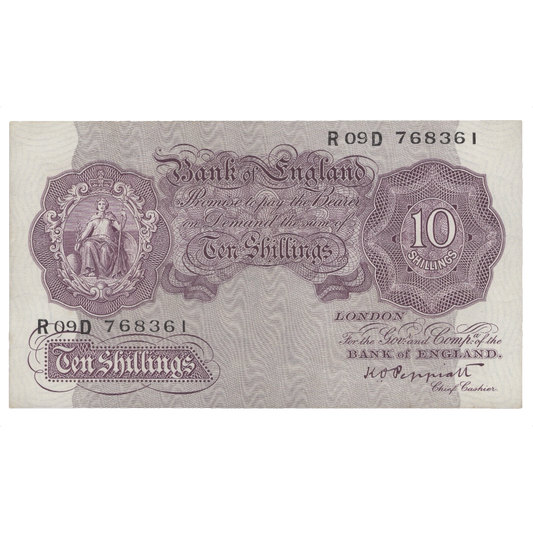 R09D 768361
Bank of England
Promise to pay the Bearer
on Demand the sum of
Ten Shillings
10
SHILLINGS
R09D 768361
Ten Shillings
LONDON
For the Gov.r and Comp.a of the
BANK of ENGLAND.
K O Peppiatt
Chief Cashier